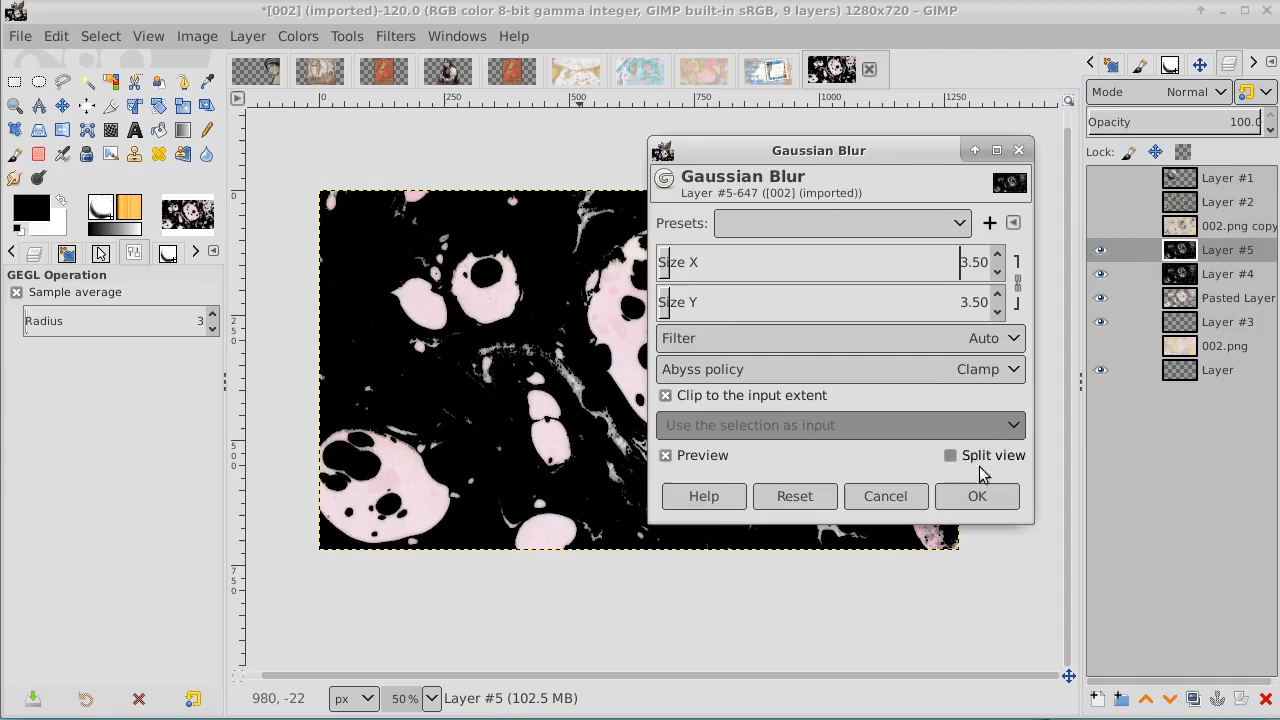 *[002] (imported)-120.0 (RGB color 8-bit gamma integer, GIMP built-in sRGB, 9 layers) 1280x720 – GIMP
File Edit Select View Image Layer Colors Tools Filters Windows Help
0 250 500 750 1000 1250
0
250
500
750
GEGL Operation
Sample average
Radius 3
Gaussian Blur
Gaussian Blur
Layer #5-647 ([002] (imported))
Presets:
Size X 3.50
Size Y 3.50
Filter Auto
Abyss policy Clamp
Clip to the input extent
Use the selection as input
Preview Split view
Help Reset Cancel OK
Mode Normal
Opacity 100.0
Lock:
Layer #1
Layer #2
002.png copy
Layer #5
Layer #4
Pasted Layer
Layer #3
002.png
Layer
980, -22 px 50% Layer #5 (102.5 MB)